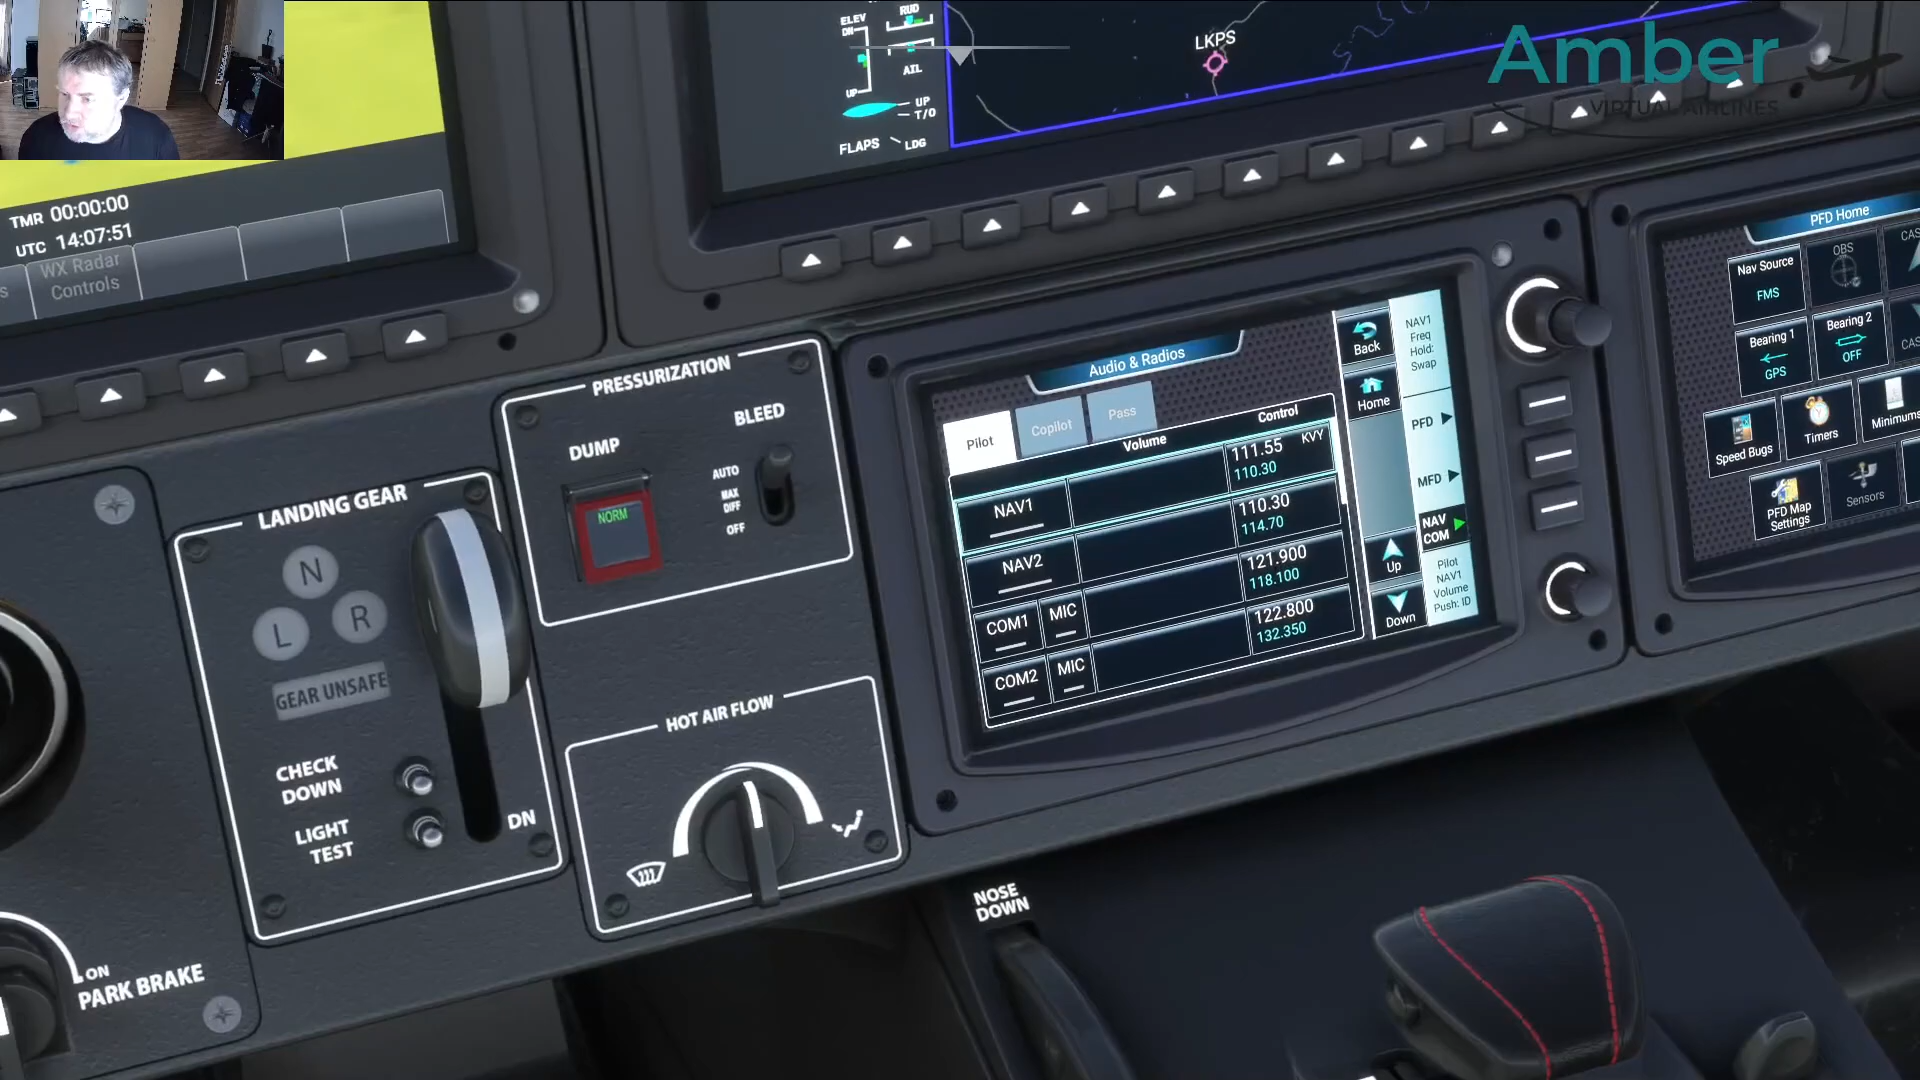 ELEV
DN
RUD
AIL
UP
UP
T/O
FLAPS
LDG
LKPS
Amber
VIRTUAL AIRLINES
TMR 00:00:00
UTC 14:07:51
s
WX Radar
Controls
PRESSURIZATION
DUMP
NORM
BLEED
AUTO
MAX
DIFF
OFF
LANDING GEAR
N
L
R
GEAR UNSAFE
CHECK
DOWN
LIGHT
TEST
DN
HOT AIR FLOW
ON
PARK BRAKE
NOSE
DOWN
Audio & Radios
Pilot
Copilot
Pass
Volume
Control
NAV1
111.55 KVY
110.30
NAV2
110.30
114.70
COM1
MIC
121.900
118.100
COM2
MIC
122.800
132.350
Back
Home
Up
Down
NAV1
Freq
Hold:
Swap
PFD
MFD
NAV
COM
Pilot
NAV1
Volume
Push: ID
PFD Home
Nav Source
FMS
OBS
CAS
Bearing 1
GPS
Bearing 2
OFF
CAS
Speed Bugs
Timers
Minimums
PFD Map
Settings
Sensors